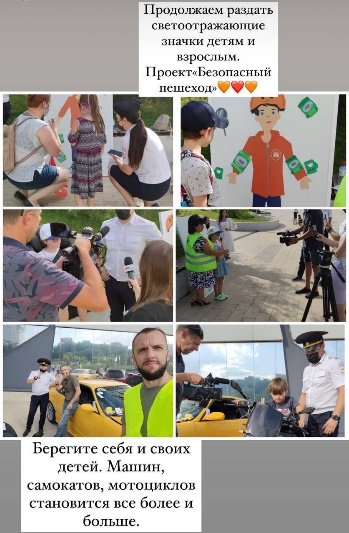 Продолжаем раздать
светоотражающие
значки детям и
взрослым.
Проект«Безопасный
пешеход»🧡❤️🧡
Берегите себя и своих
детей. Машин,
самокатов, мотоциклов
становится все более и
больше.